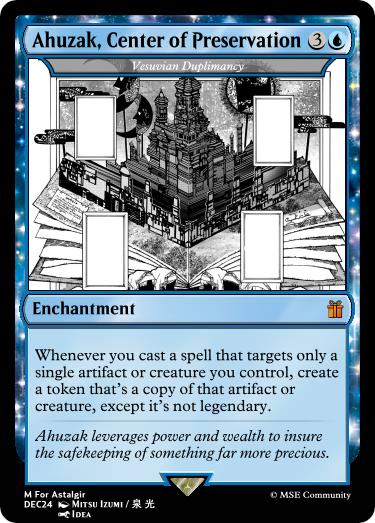 Ahuzak, Center of Preservation 3
Vesuvian Duplimancy
Enchantment
Whenever you cast a spell that targets only a
single artifact or creature you control, create
a token that's a copy of that artifact or
creature, except it's not legendary.
Ahuzak leverages power and wealth to insure
the safekeeping of something far more precious.
M For Astalgir
DEC24 Mitsu Izumi / 泉 光
Idea
© MSE Community